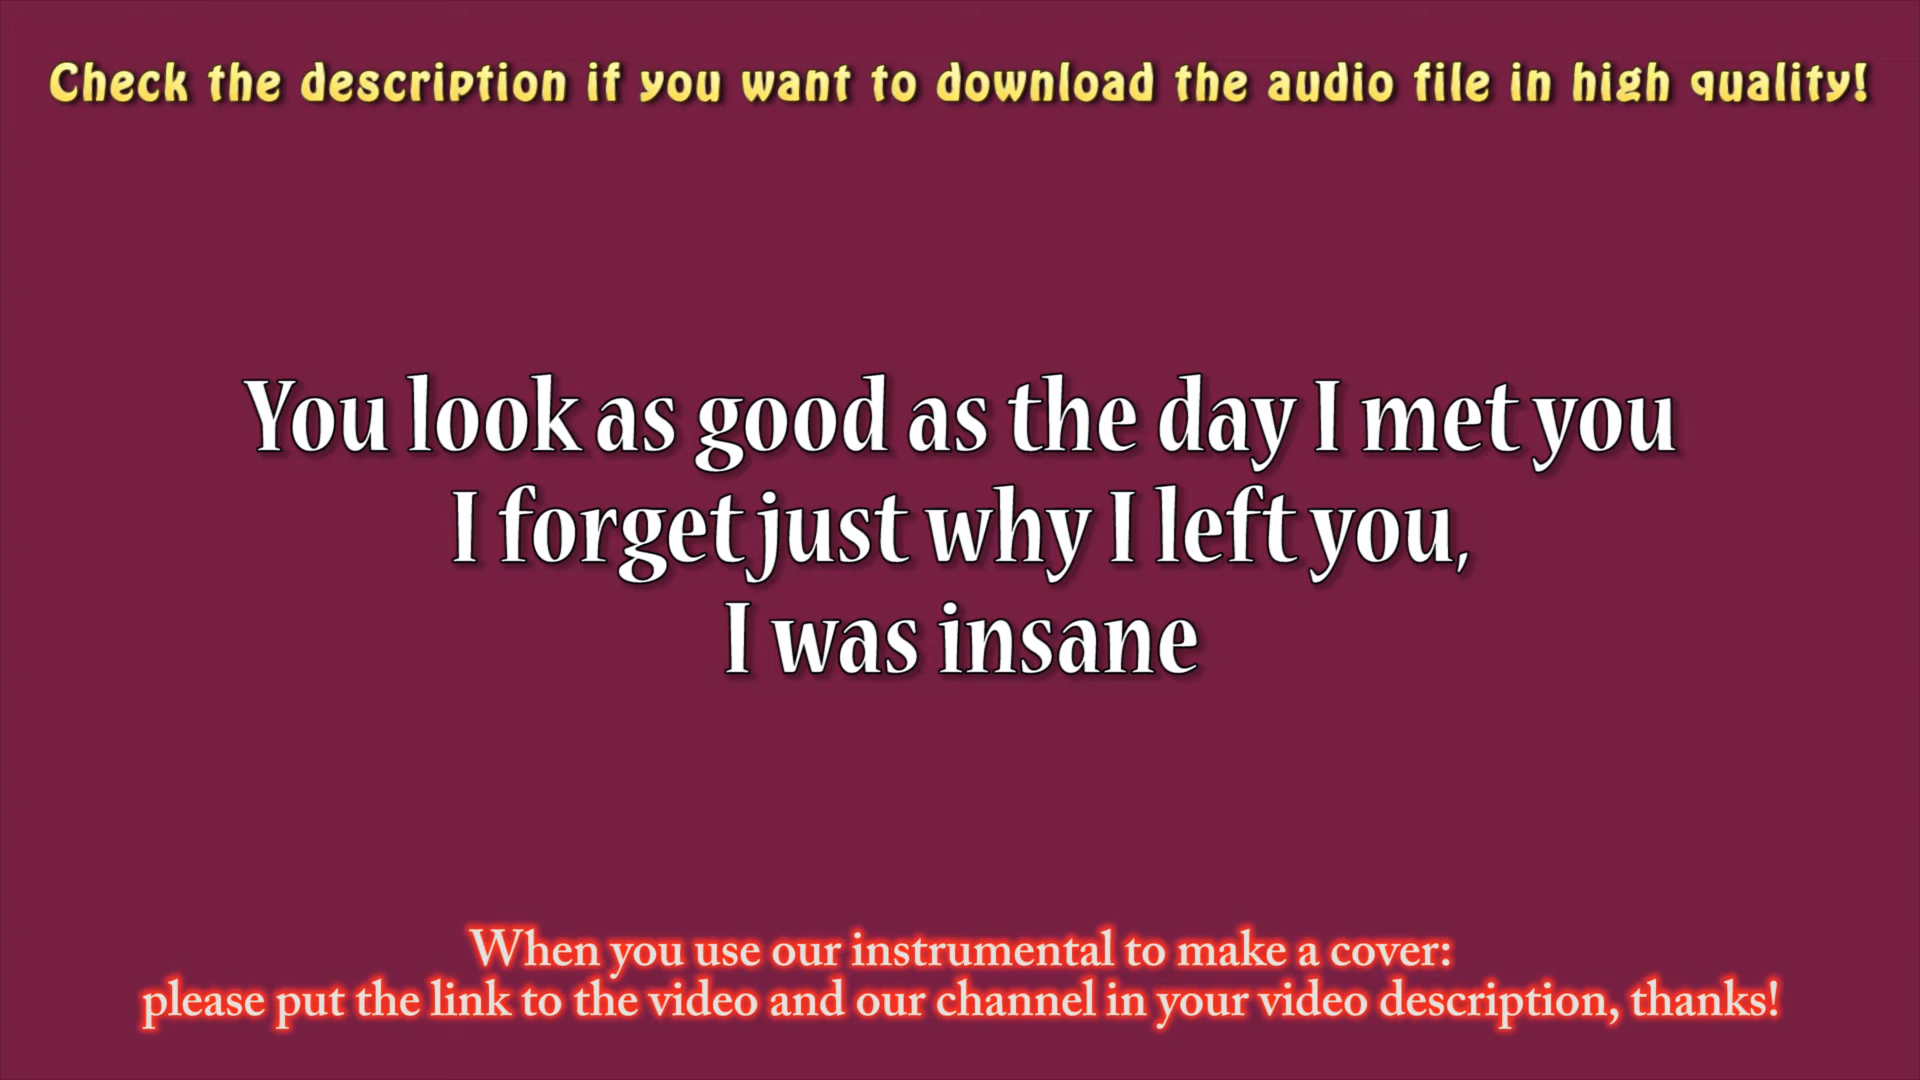 Check the description if you want to download the audio file in high quality!
You look as good as the day I met you
I forget just why I left you,
I was insane
When you use our instrumental to make a cover:
please put the link to the video and our channel in your video description, thanks!